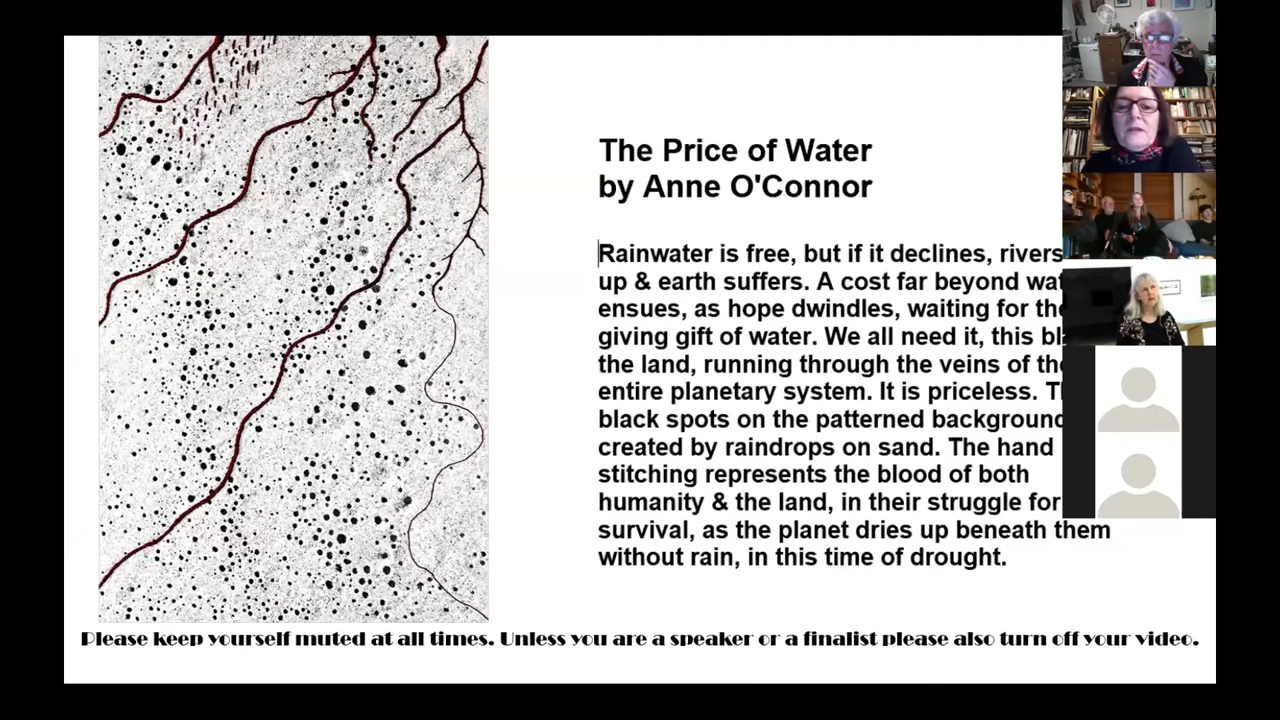 The Price of Water
by Anne O'Connor
Rainwater is free, but if it declines, rivers
up & earth suffers. A cost far beyond
ensues, as hope dwindles, waiting for
giving gift of water. We all need it, this
the land, running through the veins of
entire planetary system. It is priceless.
black spots on the patterned background
created by raindrops on sand. The hand
stitching represents the blood of both
humanity & the land, in their struggle for
survival, as the planet dries up beneath them
without rain, in this time of drought.
Please keep yourself muted at all times. Unless you are a speaker or a finalist please also turn off your video.